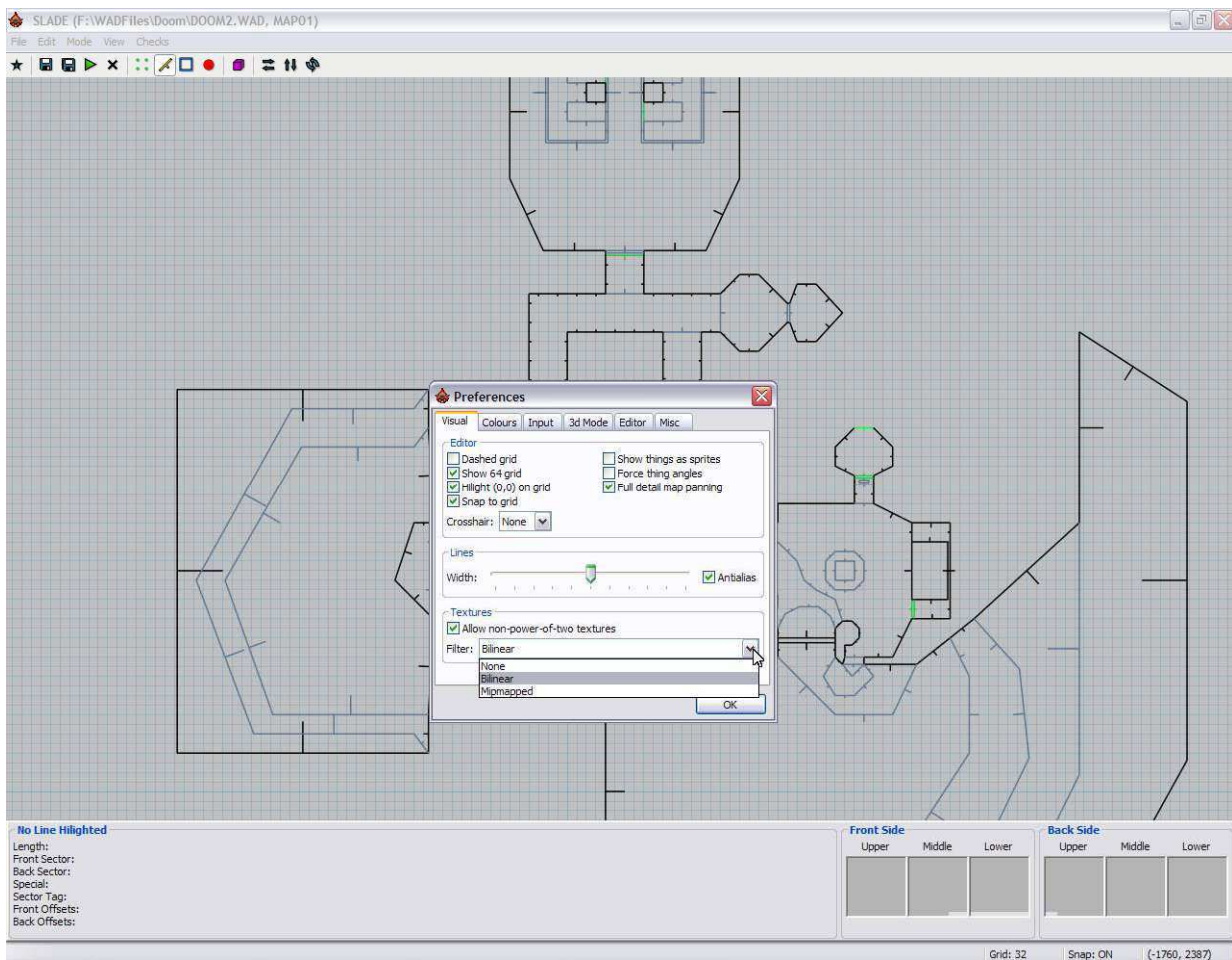 SLADE (F:\WADFiles\Doom\DOOM2.WAD, MAP01)
File Edit Mode View Checks
Preferences
Visual Colours Input 3d Mode Editor Misc
Editor
Dashed grid Show things as sprites
Show 64 grid Force thing angles
Hilight (0,0) on grid Full detail map panning
Snap to grid
Crosshair: None
Lines
Width: Antialias
Textures
Allow non-power-of-two textures
Filter: Bilinear
None
Bilinear
Mipmapped
OK
No Line Hilighted Front Side Back Side
Length: Upper Middle Lower Upper Middle Lower
Front Sector:
Back Sector:
Special:
Sector Tag:
Front Offsets:
Back Offsets:
Grid: 32 Snap: ON (-1760, 2387)